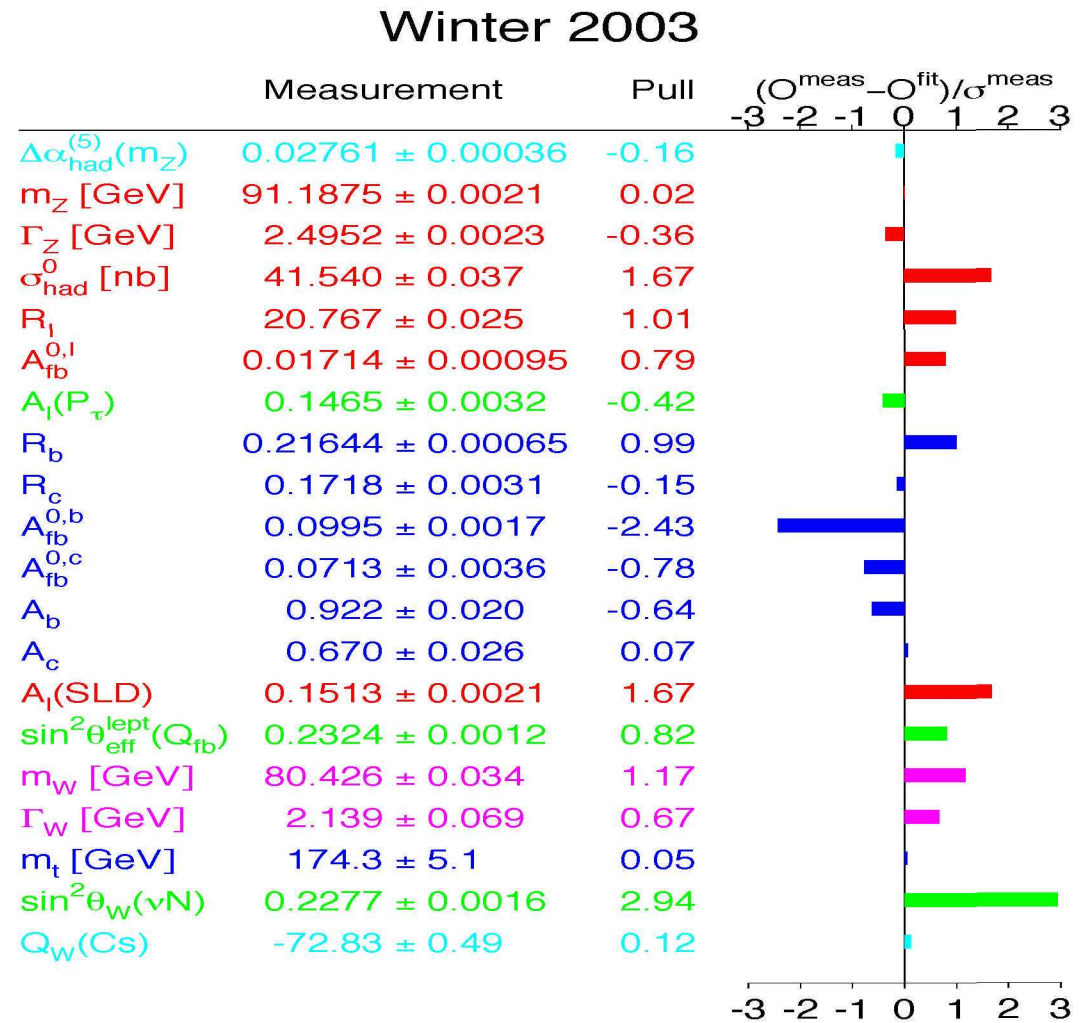 Winter 2003
Measurement Pull (O^meas–O^fit)/σ^meas
-3 -2 -1 0 1 2 3
Δα_had^(5)(m_Z) 0.02761 ± 0.00036 -0.16
m_Z [GeV] 91.1875 ± 0.0021 0.02
Γ_Z [GeV] 2.4952 ± 0.0023 -0.36
σ_had^0 [nb] 41.540 ± 0.037 1.67
R_l 20.767 ± 0.025 1.01
A_fb^0,l 0.01714 ± 0.00095 0.79
A_l(P_τ) 0.1465 ± 0.0032 -0.42
R_b 0.21644 ± 0.00065 0.99
R_c 0.1718 ± 0.0031 -0.15
A_fb^0,b 0.0995 ± 0.0017 -2.43
A_fb^0,c 0.0713 ± 0.0036 -0.78
A_b 0.922 ± 0.020 -0.64
A_c 0.670 ± 0.026 0.07
A_l(SLD) 0.1513 ± 0.0021 1.67
sin²θ_eff^lept(Q_fb) 0.2324 ± 0.0012 0.82
m_W [GeV] 80.426 ± 0.034 1.17
Γ_W [GeV] 2.139 ± 0.069 0.67
m_t [GeV] 174.3 ± 5.1 0.05
sin²θ_W(νN) 0.2277 ± 0.0016 2.94
Q_W(Cs) -72.83 ± 0.49 0.12
-3 -2 -1 0 1 2 3